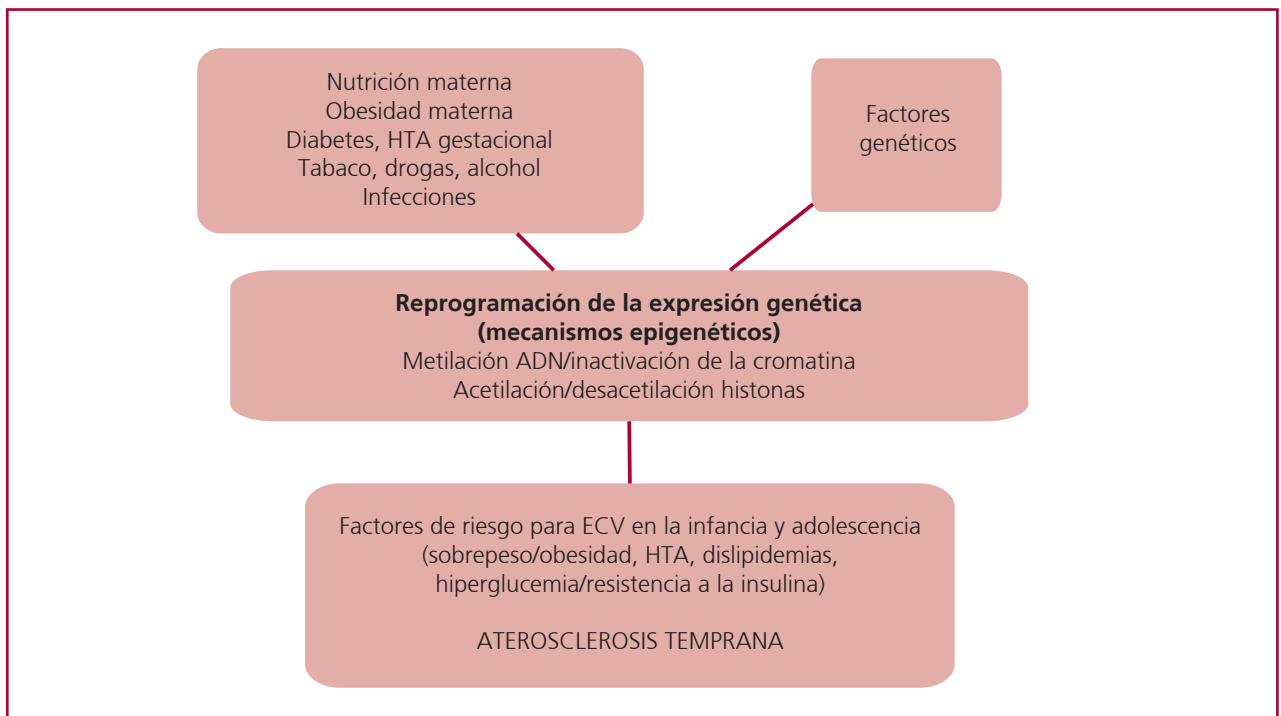 Nutrición materna
Obesidad materna
Diabetes, HTA gestacional
Tabaco, drogas, alcohol
Infecciones
Factores
genéticos
Reprogramación de la expresión genética
(mecanismos epigenéticos)
Metilación ADN/inactivación de la cromatina
Acetilación/desacetilación histonas
Factores de riesgo para ECV en la infancia y adolescencia
(sobrepeso/obesidad, HTA, dislipidemias,
hiperglucemia/resistencia a la insulina)
ATEROSCLEROSIS TEMPRANA